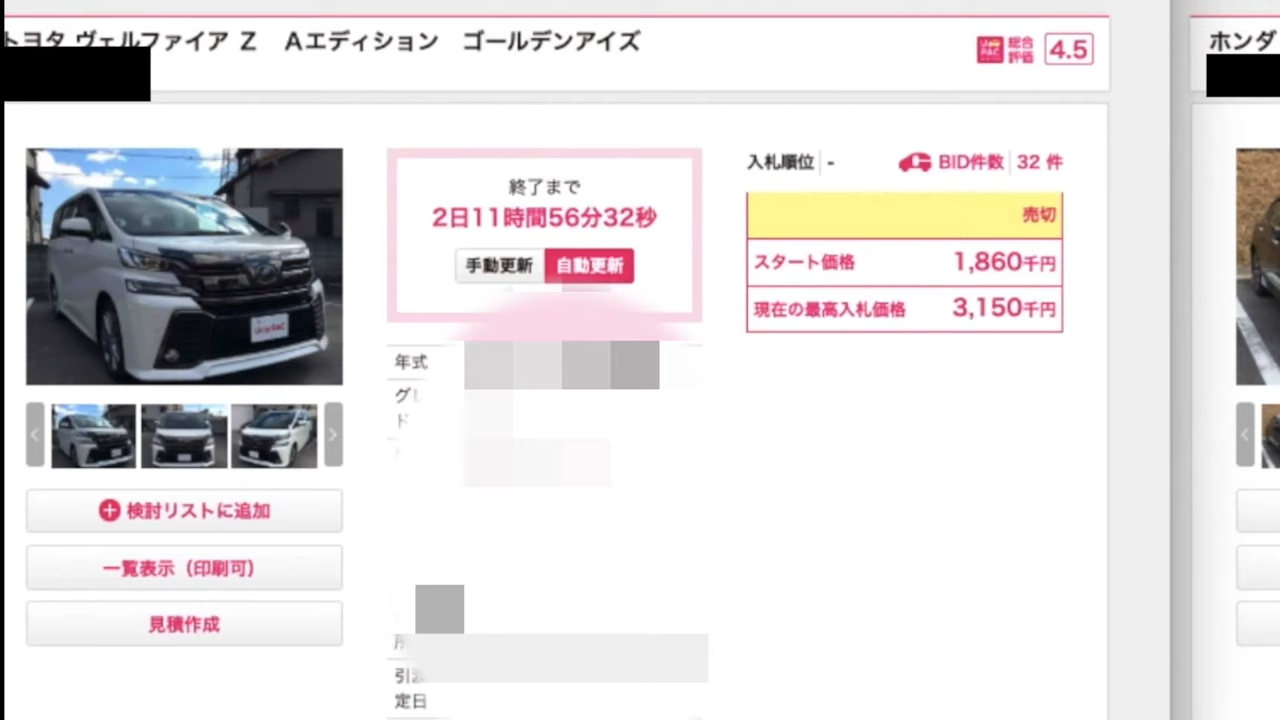 トヨタ ヴェルファイア Z Aエディション ゴールデンアイズ
総合
評価
4.5
ホンダ
終了まで
2日11時間56分32秒
手動更新
自動更新
入札順位 -
BID件数 32 件
売切
スタート価格 1,860千円
現在の最高入札価格 3,150千円
年式
検討リストに追加
一覧表示（印刷可）
見積作成
定日